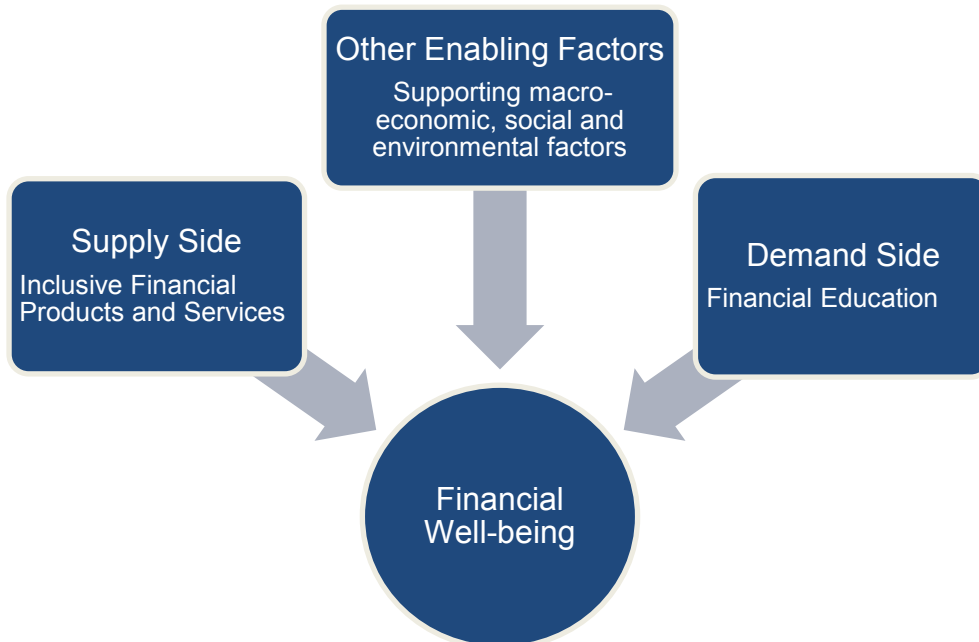 Other Enabling Factors
Supporting macro-
economic, social and
environmental factors
Supply Side
Inclusive Financial
Products and Services
Demand Side
Financial Education
Financial
Well-being